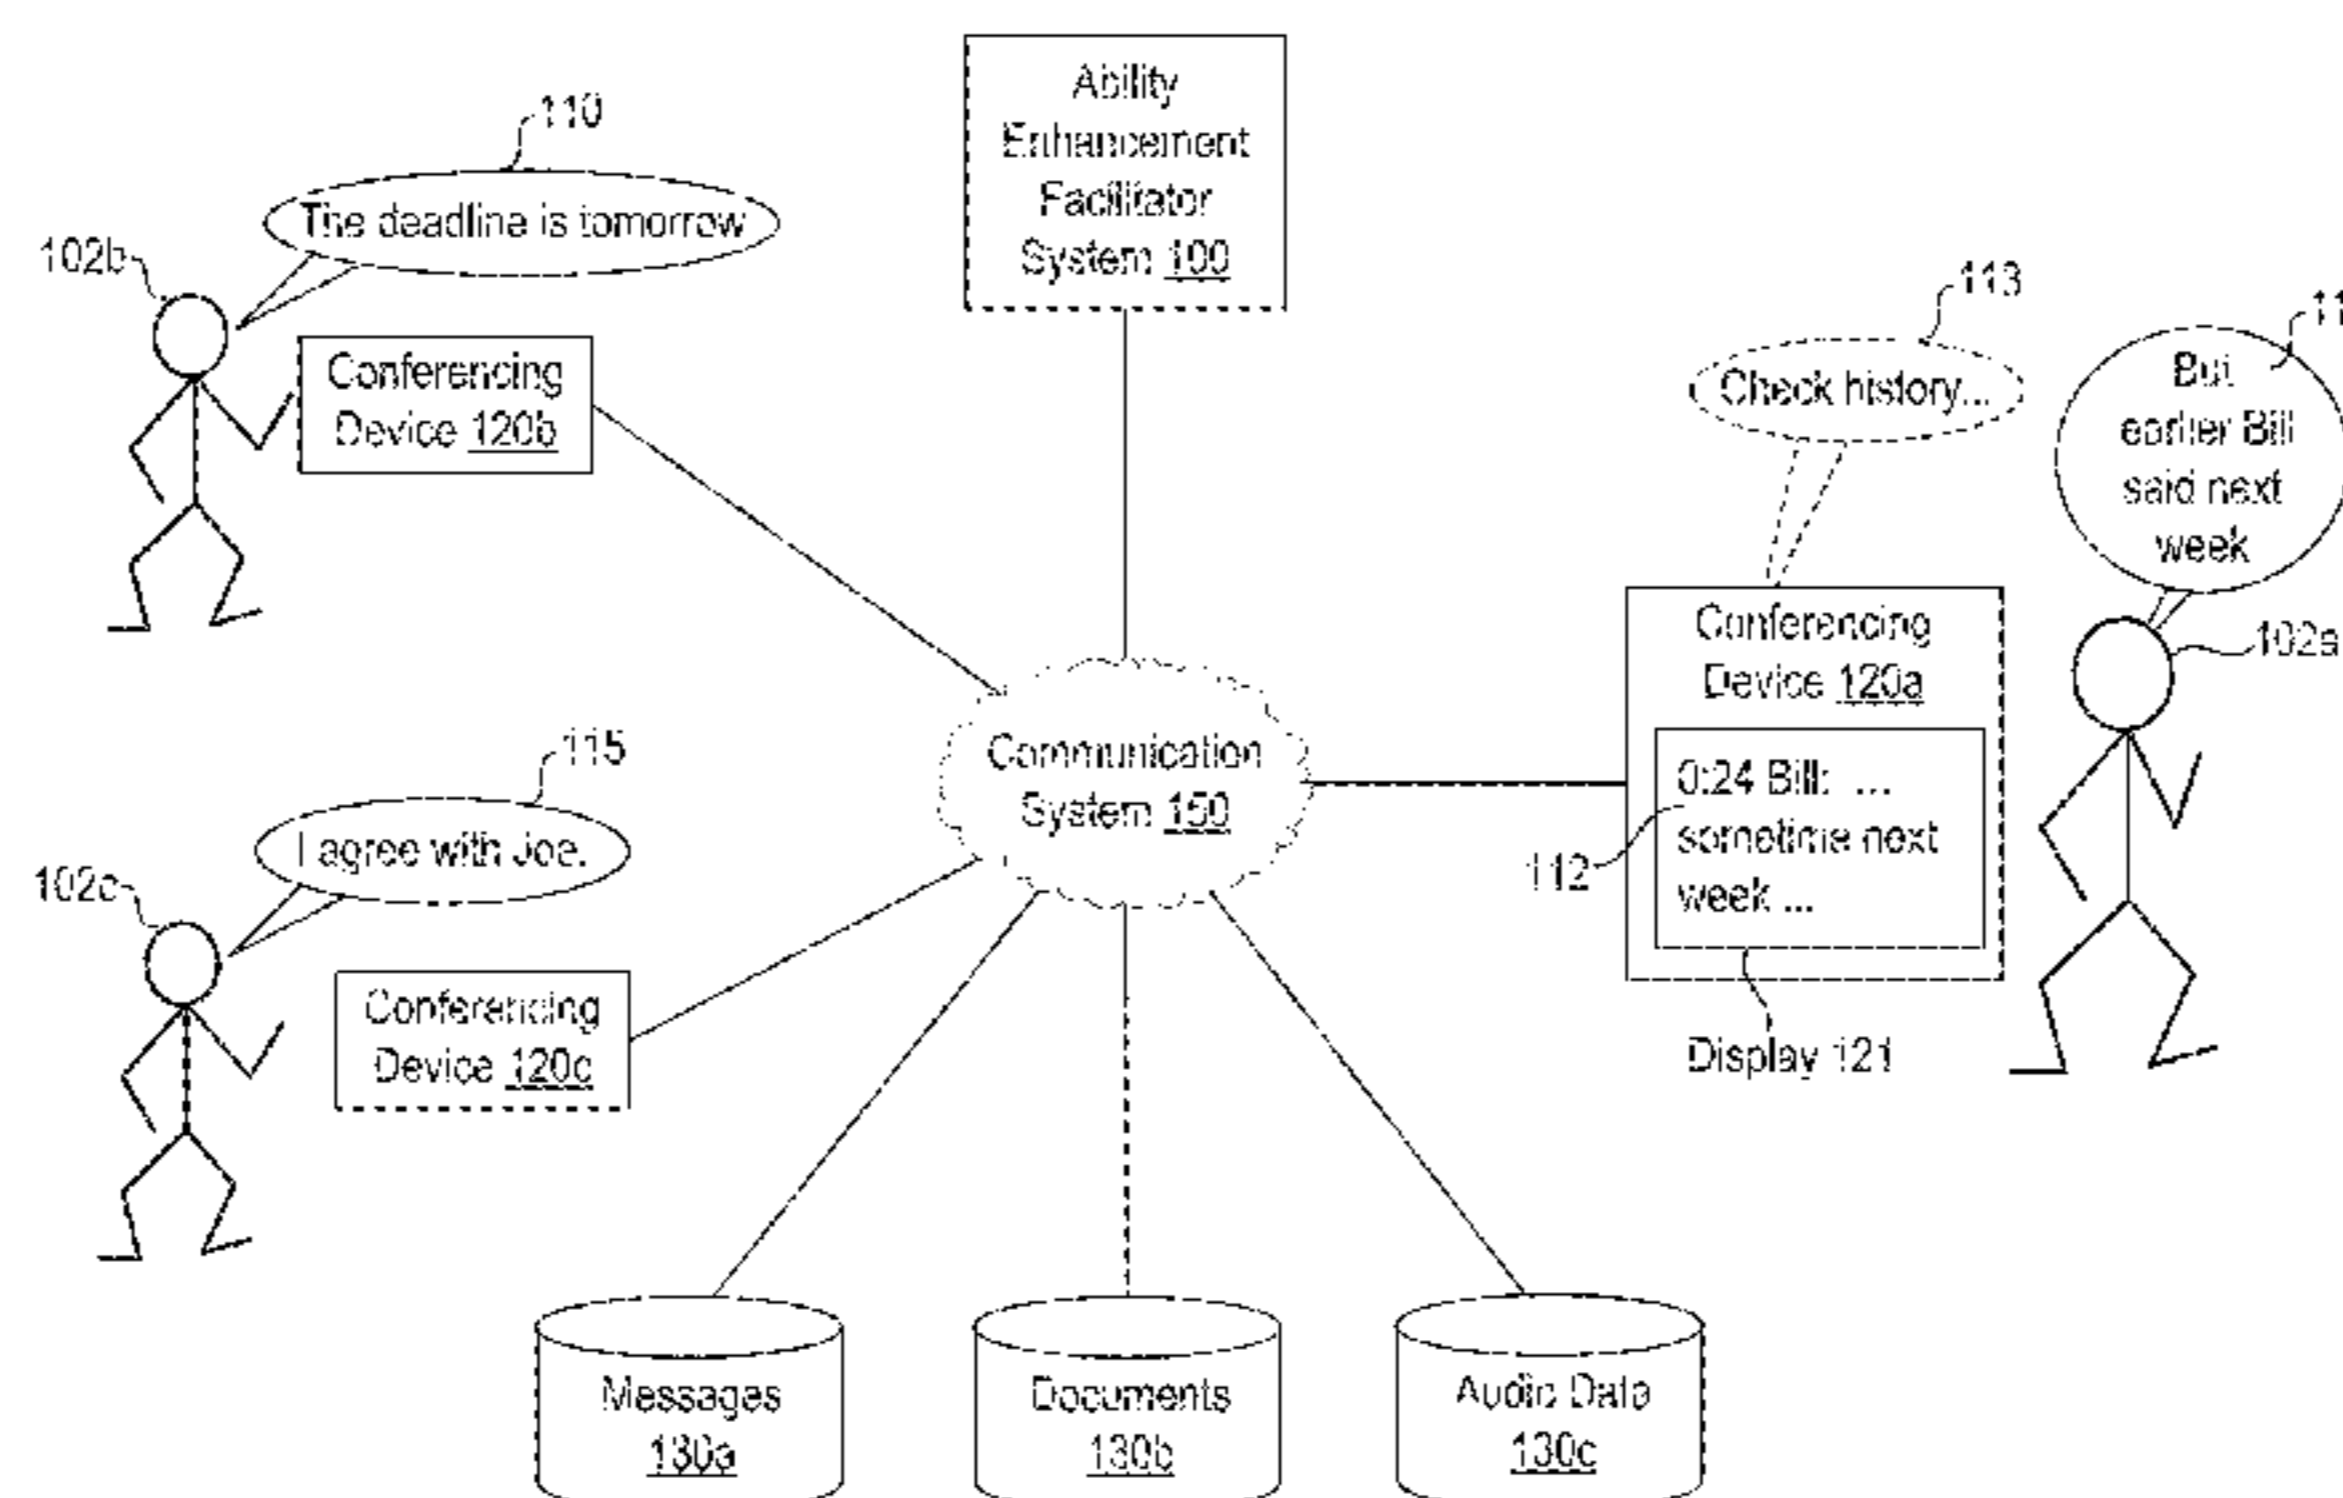 110
The deadline is tomorrow
102b
Conferencing
Device 120b
Ability
Enhancement
Facilitator
System 100
113
Check history...
But
earlier Bill
said next
week
102a
Conferencing
Device 120a
0:24 Bill: ...
sometime next
week ...
112
Display 121
Communication
System 150
115
I agree with Joe.
102c
Conferencing
Device 120c
Messages
130a
Documents
130b
Audio Data
130c